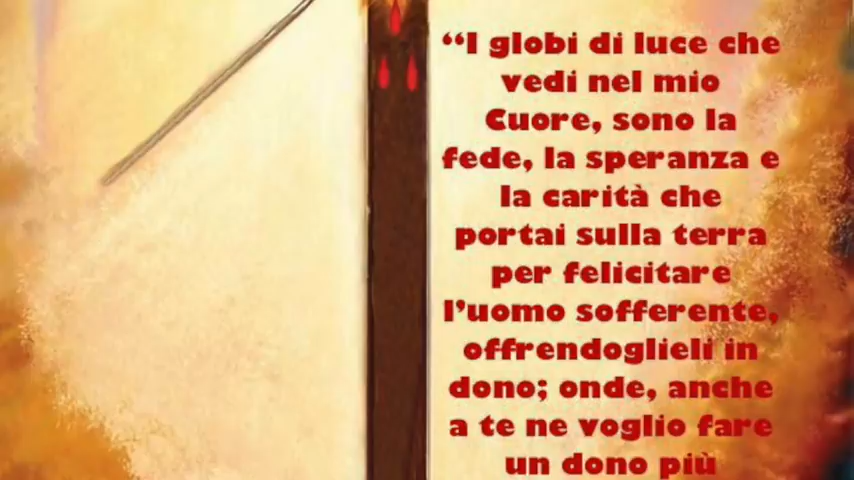 “I globi di luce che
vedi nel mio
Cuore, sono la
fede, la speranza e
la carità che
portai sulla terra
per felicitare
l’uomo sofferente,
offrendoglieli in
dono; onde, anche
a te ne voglio fare
un dono più